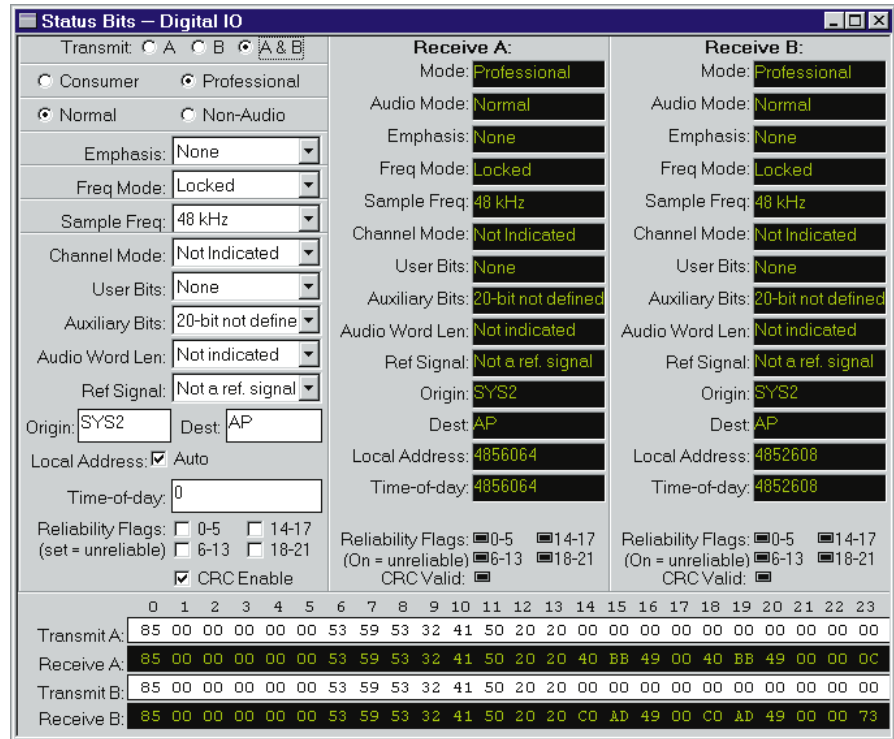 Status Bits — Digital IO
Transmit: A B A & B
Consumer Professional
Normal Non-Audio
Emphasis: None
Freq Mode: Locked
Sample Freq: 48 kHz
Channel Mode: Not Indicated
User Bits: None
Auxiliary Bits: 20-bit not define
Audio Word Len: Not indicated
Ref Signal: Not a ref. signal
Origin: SYS2 Dest: AP
Local Address: Auto
Time-of-day: 0
Reliability Flags: 0-5 14-17
(set = unreliable) 6-13 18-21
CRC Enable
Receive A:
Mode: Professional
Audio Mode: Normal
Emphasis: None
Freq Mode: Locked
Sample Freq: 48 kHz
Channel Mode: Not Indicated
User Bits: None
Auxiliary Bits: 20-bit not defined
Audio Word Len: Not indicated
Ref Signal: Not a ref. signal
Origin: SYS2
Dest: AP
Local Address: 4856064
Time-of-day: 4856064
Reliability Flags: 0-5 14-17
(On = unreliable) 6-13 18-21
CRC Valid:
Receive B:
Mode: Professional
Audio Mode: Normal
Emphasis: None
Freq Mode: Locked
Sample Freq: 48 kHz
Channel Mode: Not Indicated
User Bits: None
Auxiliary Bits: 20-bit not defined
Audio Word Len: Not indicated
Ref Signal: Not a ref. signal
Origin: SYS2
Dest: AP
Local Address: 4852608
Time-of-day: 4852608
Reliability Flags: 0-5 14-17
(On = unreliable) 6-13 18-21
CRC Valid:
0 1 2 3 4 5 6 7 8 9 10 11 12 13 14 15 16 17 18 19 20 21 22 23
Transmit A: 85 00 00 00 00 00 53 59 53 32 41 50 20 20 00 00 00 00 00 00 00 00 00 00
Receive A: 85 00 00 00 00 00 53 59 53 32 41 50 20 20 40 BB 49 00 40 BB 49 00 00 0C
Transmit B: 85 00 00 00 00 00 53 59 53 32 41 50 20 20 00 00 00 00 00 00 00 00 00 00
Receive B: 85 00 00 00 00 00 53 59 53 32 41 50 20 20 C0 AD 49 00 C0 AD 49 00 00 73